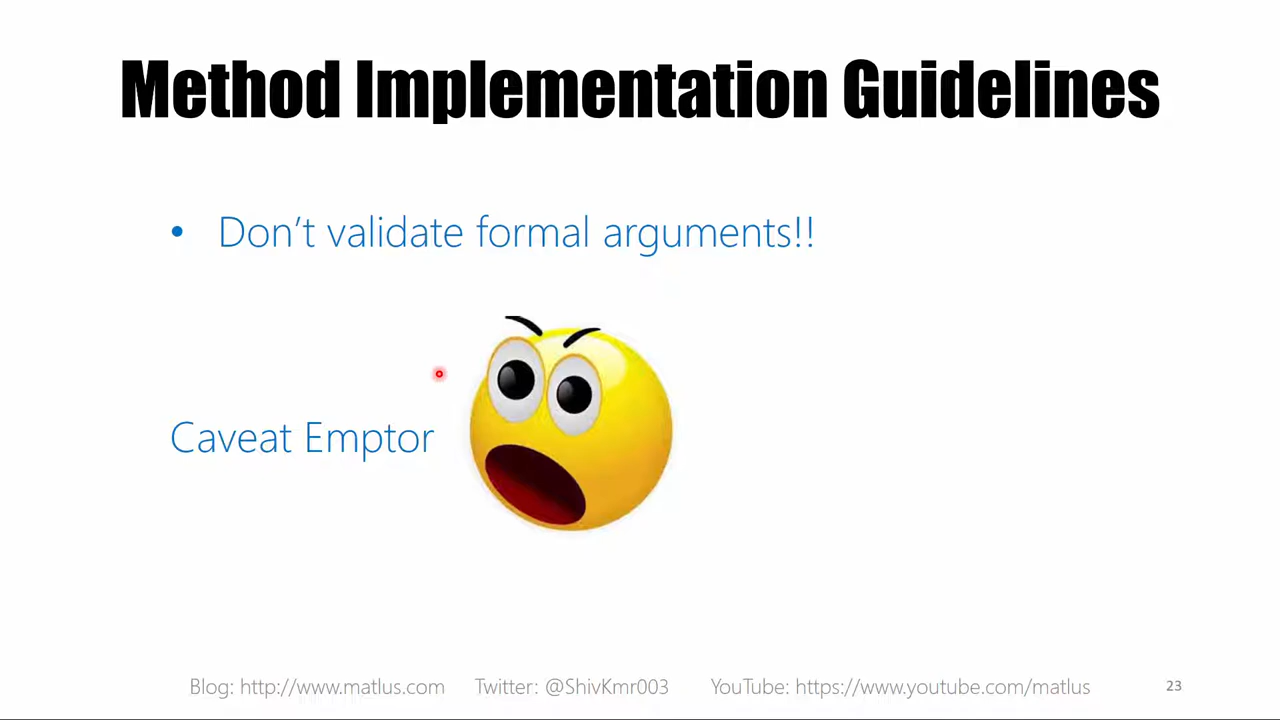 Method Implementation Guidelines
• Don’t validate formal arguments!!
Caveat Emptor
Blog: http://www.matlus.com Twitter: @ShivKmr003 YouTube: https://www.youtube.com/matlus 23